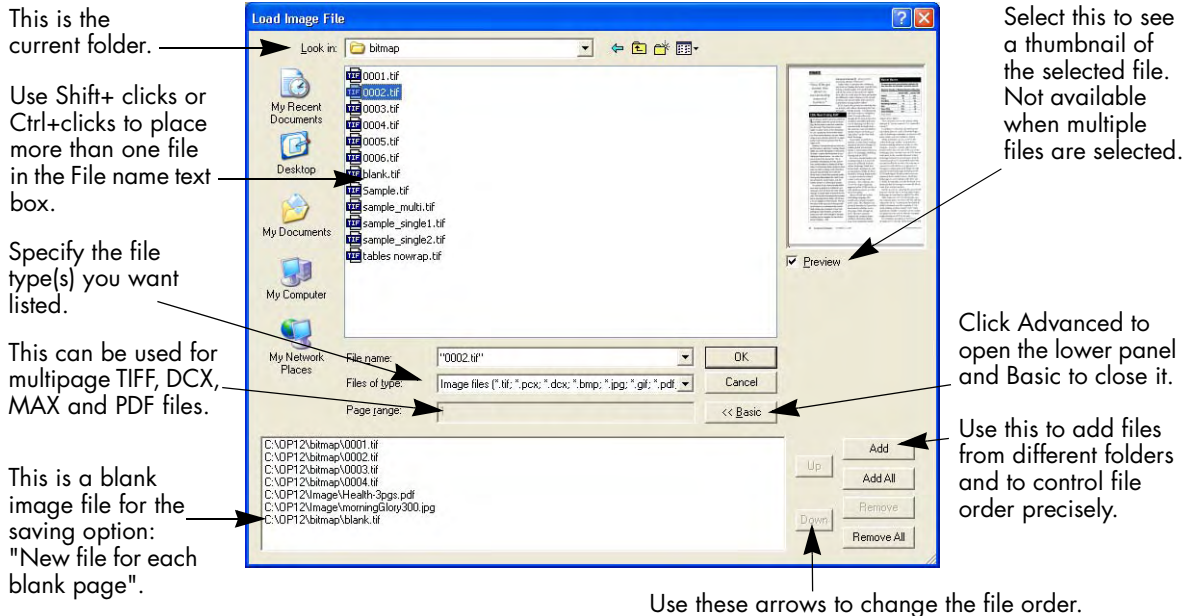 This is the
current folder.
Use Shift+ clicks or
Ctrl+clicks to place
more than one file
in the File name text
box.
Specify the file
type(s) you want
listed.
This can be used for
multipage TIFF, DCX,
MAX and PDF files.
This is a blank
image file for the
saving option:
"New file for each
blank page".
Load Image File
Look in:
bitmap
My Recent
Documents
Desktop
My Documents
My Computer
My Network
Places
0001.tif
0002.tif
0003.tif
0004.tif
0005.tif
0006.tif
blank.tif
Sample.tif
sample_multi.tif
sample_single1.tif
sample_single2.tif
tables nowrap.tif
Preview
File name:
"0002.tif"
OK
Files of type:
Image files (*.tif; *.pcx; *.dcx; *.bmp; *.jpg; *.gif; *.pdf,
Cancel
Page range:
<< Basic
C:\OP12\bitmap\0001.tif
C:\OP12\bitmap\0002.tif
C:\OP12\bitmap\0003.tif
C:\OP12\bitmap\0004.tif
C:\OP12\Image\Health-3pgs.pdf
C:\OP12\Image\morningGlory300.jpg
C:\OP12\bitmap\blank.tif
Up
Down
Add
Add All
Remove
Remove All
Select this to see
a thumbnail of
the selected file.
Not available
when multiple
files are selected.
Click Advanced to
open the lower panel
and Basic to close it.
Use this to add files
from different folders
and to control file
order precisely.
Use these arrows to change the file order.